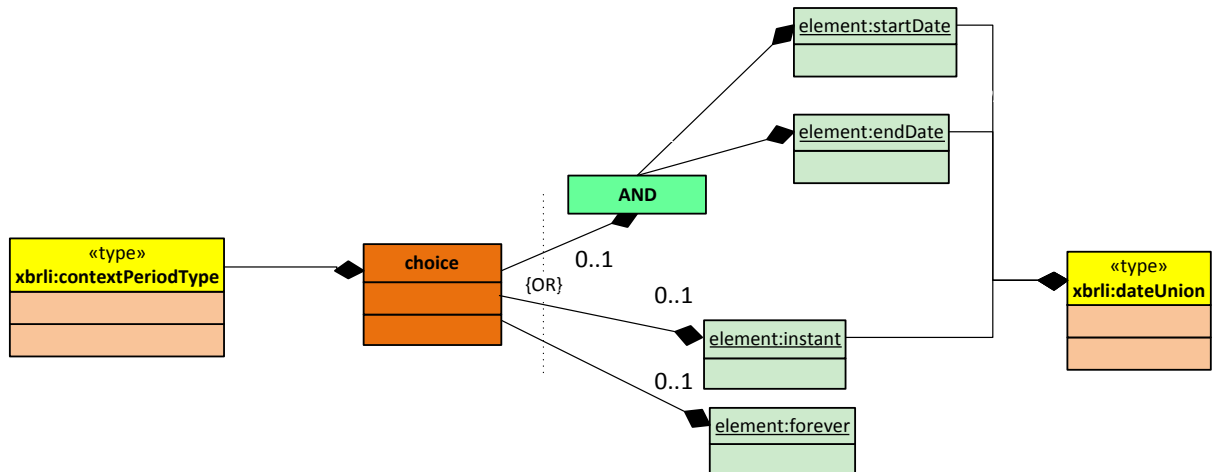 element:startDate
element:endDate
AND
«type»
xbrli:contextPeriodType
choice
0..1
{OR}
0..1
«type»
xbrli:dateUnion
element:instant
0..1
element:forever